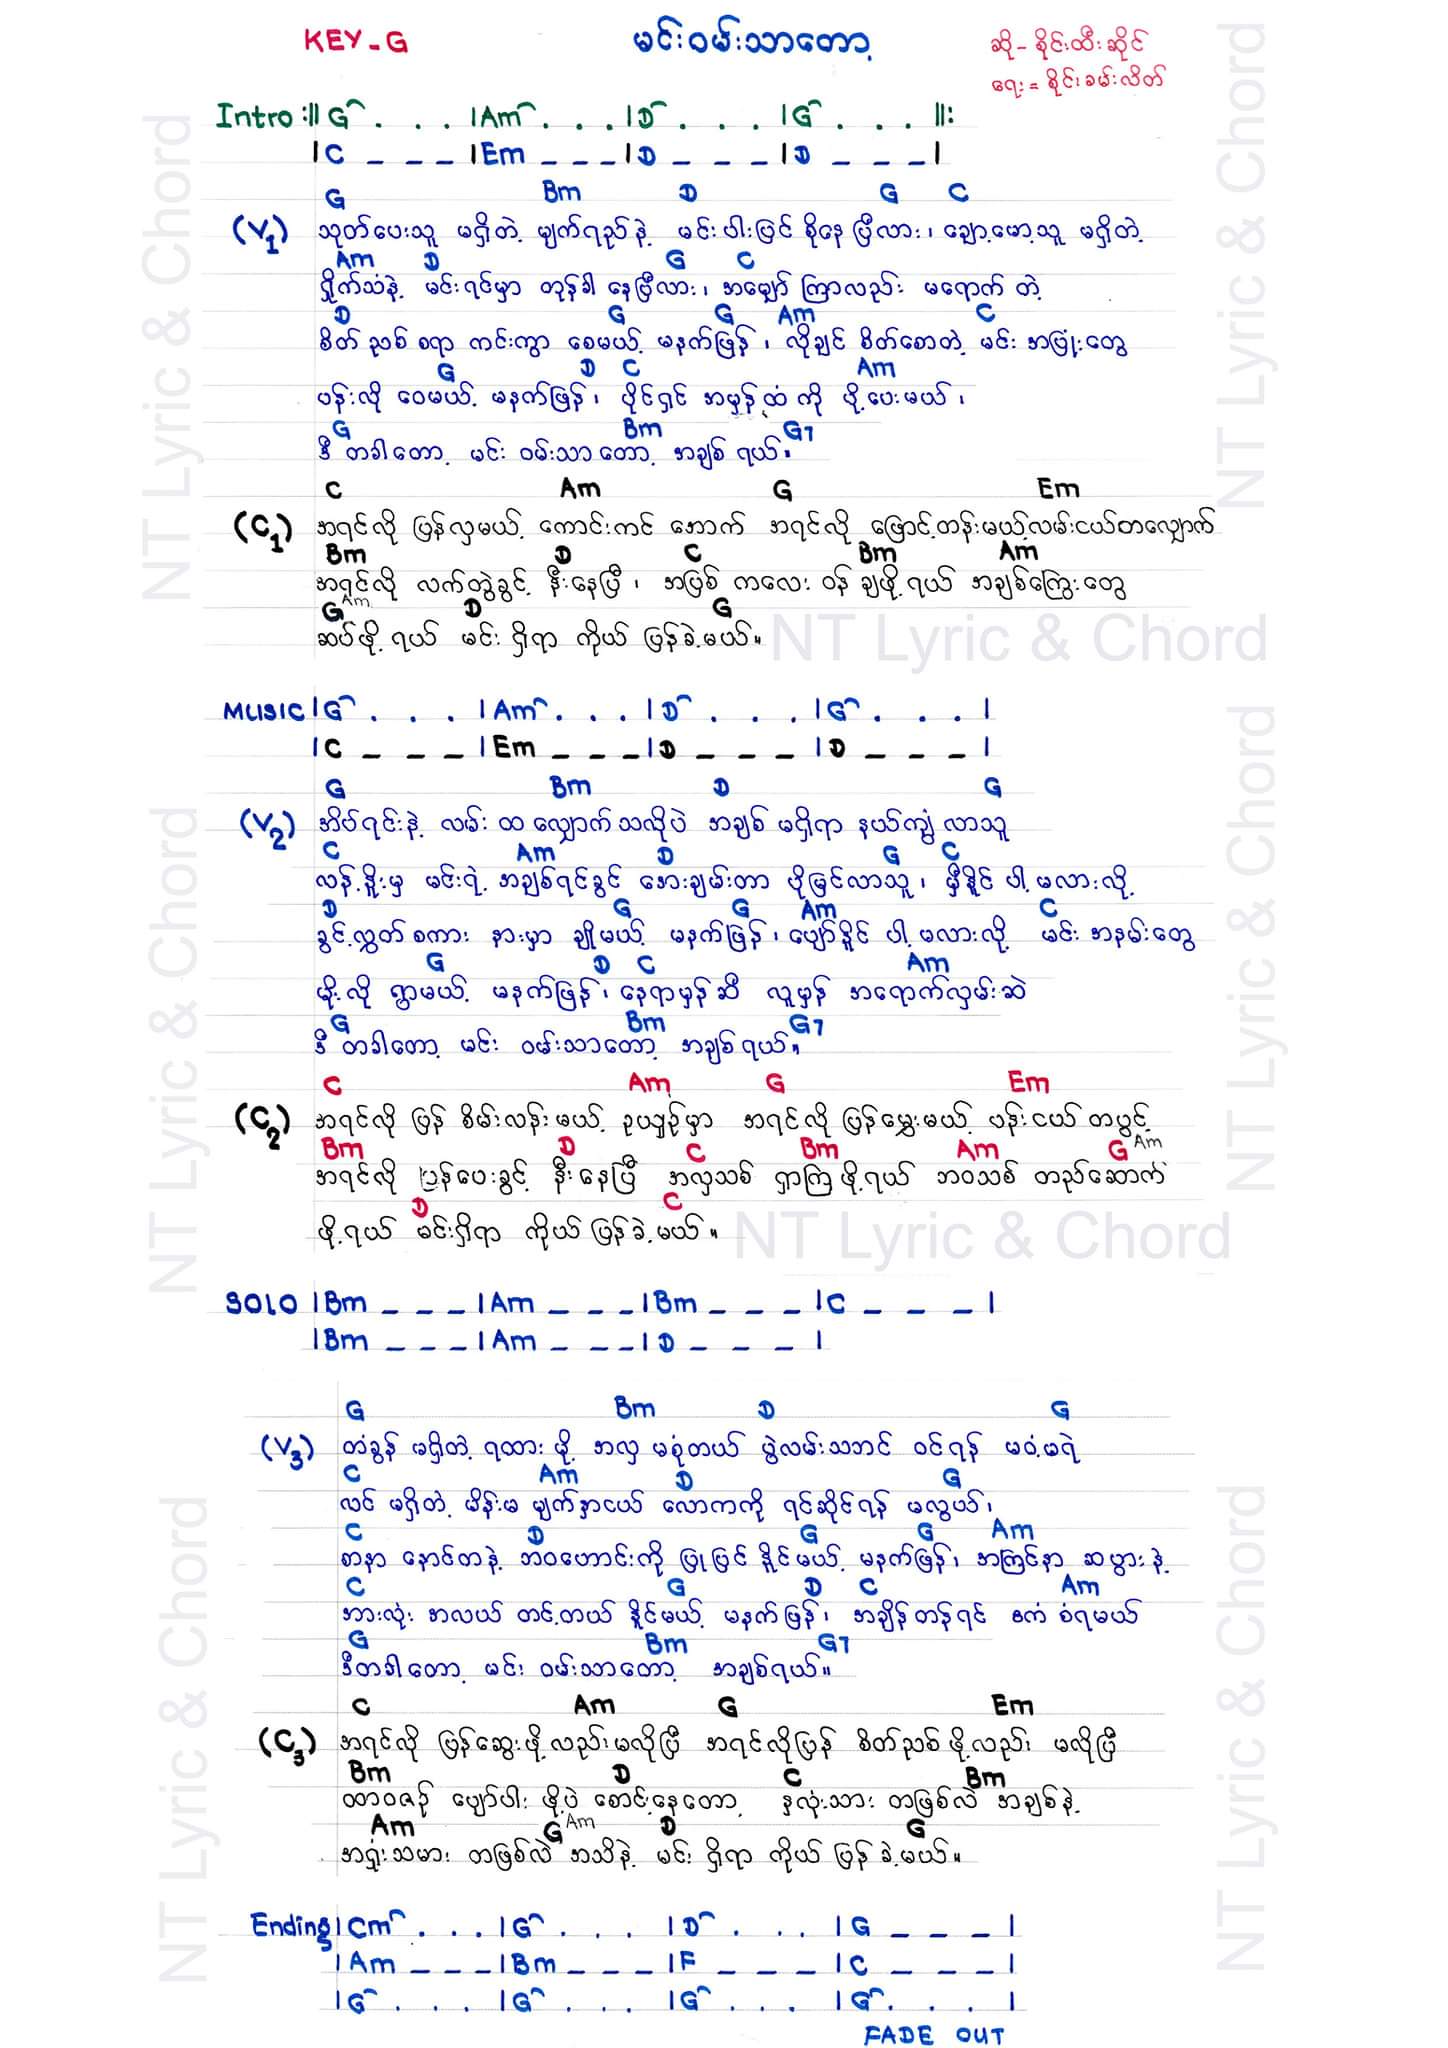 KEY - G
မင်းဝမ်းသာတော့
ဆို - စိုင်းထီးဆိုင်
ရေး = စိုင်းခမ်းလိတ်
Intro :|| G . . . | Am . . . | D . . . | G . . . ||:
| C _ _ _ | Em _ _ _ | D _ _ _ | D _ _ _ |
G Bm D G C
(V1) သုတ်ပေးသူ မရှိတဲ့ မျက်ရည်နဲ့ မင်းပါးပြင် စိုနေပြီလား၊ ချော့မော့သူ မရှိတဲ့
Am D G C
ရှိုက်သံနဲ့ မင်းရင်မှာ တုန်ခါ နေပြီလား၊ အမျှော် ကြာလည်း မရောက်တဲ့
D G G Am C
စိတ်ညစ်စရာ ကင်းကွာ စေမယ့် မနက်ဖြန်၊ လိုချင် စိတ်စောတဲ့ မင်း အပြုံးတွေ
G D C Am
ပန်းလို ဝေမယ့် မနက်ဖြန်၊ ပိုင်ရှင် အမှန်ထံကို ပို့ပေးမယ်၊
G Bm G7
ဒီတခါတော့ မင်း ဝမ်းသာတော့ အချစ်ရယ်။
C Am G Em
(C1) အရင်လို ပြန်လှမယ့် ကောင်းကင်အောက် အရင်လို ဖြောင့်တန်းမယ့်လမ်းငယ်တလျှောက်
Bm D C Bm Am
အရင်လို လက်တွဲခွင့် နီးနေပြီ၊ အပြစ်ကလေး ဝန်ချဖို့ရယ် အချစ်ကြွေးတွေ
G Am D G
ဆပ်ဖို့ရယ် မင်းရှိရာ ကိုယ် ပြန်ခဲ့မယ်။
NT Lyric & Chord
MUSIC | G . . . | Am . . . | D . . . | G . . . |
| C _ _ _ | Em _ _ _ | D _ _ _ | D _ _ _ |
G Bm D G
(V2) အိပ်ရင်းနဲ့ လမ်းထလျှောက်သလိုပဲ အချစ်မရှိရာ နယ်ကျွံလာသူ
C Am D G C
လန့်နိုးမှ မင်းရဲ့ အချစ်ရင်ခွင် အေးချမ်းတာ ပိုမြင်လာသူ၊ မှီနိုင်ပါ့မလားလို့
D G G Am C
ခွင့်လွှတ်စကား နားမှာ ချိုမယ့် မနက်ဖြန်၊ ပျော်နိုင်ပါ့မလားလို့ မင်း အနမ်းတွေ
G D C Am
မိုးလို ရွာမယ့် မနက်ဖြန်၊ နေရာမှန်ဆီ လူမှန် အရောက်လှမ်းဆဲ
G Bm G7
ဒီတခါတော့ မင်း ဝမ်းသာတော့ အချစ်ရယ်။
C Am G Em
(C2) အရင်လို ပြန်စိမ်းလန်းမယ့် ဥယျာဉ်မှာ အရင်လို ပြန်မွှေးမယ့် ပန်းငယ်တပွင့်
Bm D C Bm Am G Am
အရင်လို ပြန်ပေးခွင့် နီးနေပြီ အလှသစ် ရှာကြဖို့ရယ် ဘဝသစ် တည်ဆောက်
D C
ဖို့ရယ် မင်းရှိရာ ကိုယ်ပြန်ခဲ့မယ်။
NT Lyric & Chord
SOLO | Bm _ _ _ | Am _ _ _ | Bm _ _ _ | C _ _ _ |
| Bm _ _ _ | Am _ _ _ | D _ _ _ |
G Bm D G
(V3) တံခွန် မရှိတဲ့ ရထားမို့ အလှ မစုံတယ် ပွဲလမ်းသဘင် ဝင်ရန် မဝံ့မရဲ
C Am D G
လင်မရှိတဲ့ မိန်းမ မျက်နှာငယ် လောကကို ရင်ဆိုင်ရန် မလွယ်၊
C D G G Am
စာနာ နောင်တနဲ့ ဘဝဟောင်းကို ပြုပြင်နိုင်မယ့် မနက်ဖြန်၊ အကြင်နာ ဆပွားနဲ့
C G D C Am
အားလုံး အလယ် တင့်တယ်နိုင်မယ့် မနက်ဖြန်၊ အချိန်တန်ရင် ဧကံ စံရမယ်
G Bm G7
ဒီတခါတော့ မင်း ဝမ်းသာတော့ အချစ်ရယ်။
C Am G Em
(C3) အရင်လို ပြန်ဆွေးဖို့လည်းမလိုပြီ အရင်လိုပြန် စိတ်ညစ်ဖို့လည်း မလိုပြီ
Bm D C Bm
ထာဝစဉ် ပျော်ပါးဖို့ပဲ စောင့်နေတော့ နှလုံးသား တဖြစ်လဲ အချစ်နဲ့
Am G Am D G
အရှုံးသမား တဖြစ်လဲ အသိနဲ့ မင်းရှိရာ ကိုယ် ပြန်ခဲ့မယ်။
Ending | Cm . . . | G . . . | D . . . | G _ _ _ |
| Am _ _ _ | Bm _ _ _ | F _ _ _ | C _ _ _ |
| G . . . | G . . . | G . . . | G . . . |
FADE OUT
NT Lyric & Chord
NT Lyric & Chord
NT Lyric & Chord
NT Lyric & Chord
NT Lyric & Chord
NT Lyric & Chord